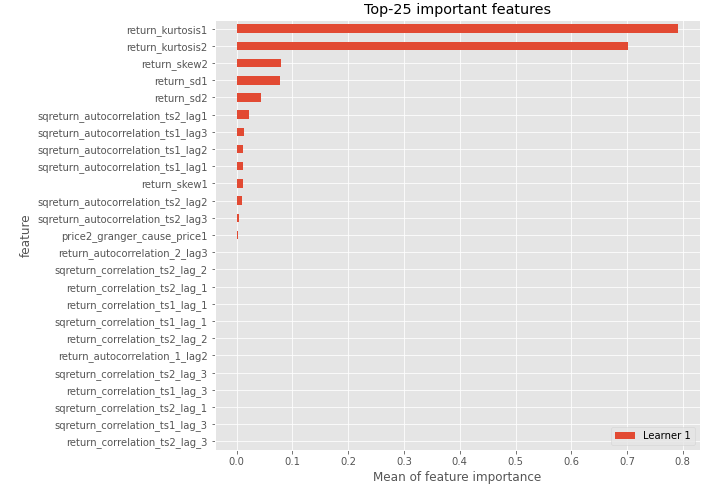 Top-25 important features
return_kurtosis1
return_kurtosis2
return_skew2
return_sd1
return_sd2
sqreturn_autocorrelation_ts2_lag1
sqreturn_autocorrelation_ts1_lag3
sqreturn_autocorrelation_ts1_lag2
sqreturn_autocorrelation_ts1_lag1
return_skew1
sqreturn_autocorrelation_ts2_lag2
sqreturn_autocorrelation_ts2_lag3
price2_granger_cause_price1
return_autocorrelation_2_lag3
sqreturn_correlation_ts2_lag_2
return_correlation_ts2_lag_1
return_correlation_ts1_lag_1
sqreturn_correlation_ts1_lag_1
return_correlation_ts2_lag_2
return_autocorrelation_1_lag2
sqreturn_correlation_ts2_lag_3
return_correlation_ts1_lag_3
sqreturn_correlation_ts2_lag_1
sqreturn_correlation_ts1_lag_3
return_correlation_ts2_lag_3
feature
Learner 1
0.0 0.1 0.2 0.3 0.4 0.5 0.6 0.7 0.8
Mean of feature importance